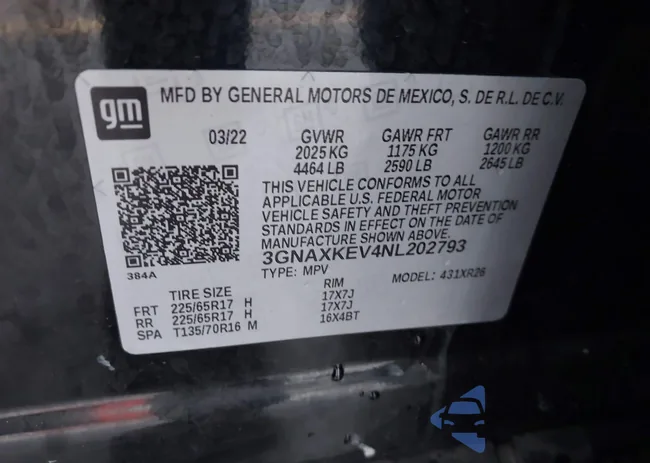 gm
MFD BY GENERAL MOTORS DE MEXICO, S. DE R.L. DE C.V.
03/22 GVWR GAWR FRT GAWR RR
2025 KG 1175 KG 1200 KG
4464 LB 2590 LB 2645 LB
THIS VEHICLE CONFORMS TO ALL
APPLICABLE U.S. FEDERAL MOTOR
VEHICLE SAFETY AND THEFT PREVENTION
STANDARDS IN EFFECT ON THE DATE OF
MANUFACTURE SHOWN ABOVE.
3GNAXKEV4NL202793
384A
TYPE: MPV MODEL: 431XR26
TIRE SIZE RIM
FRT 225/65R17 H 17X7J
RR 225/65R17 H 17X7J
SPA T135/70R16 M 16X4BT